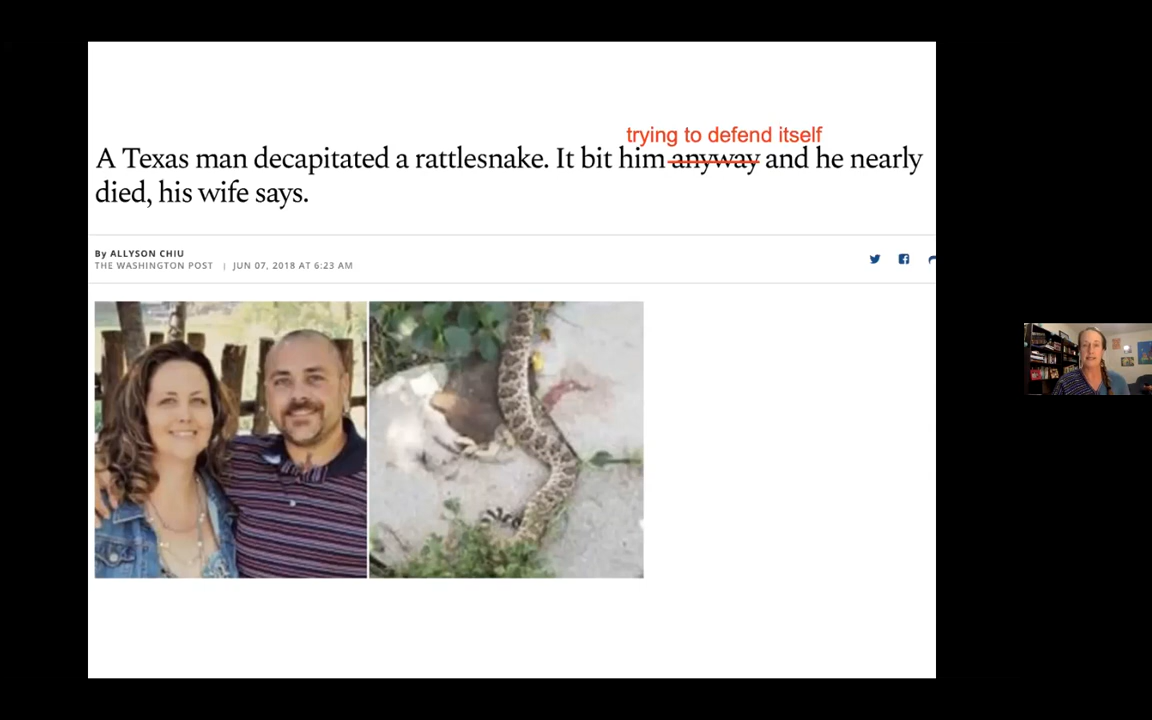 trying to defend itself
A Texas man decapitated a rattlesnake. It bit him anyway and he nearly
died, his wife says.
By ALLYSON CHIU
THE WASHINGTON POST | JUN 07, 2018 AT 6:23 AM